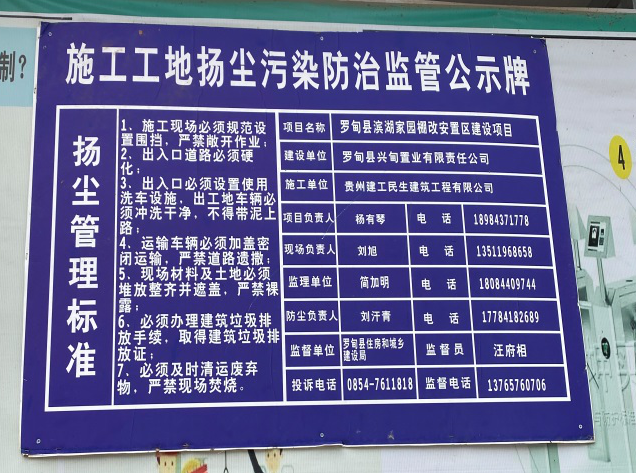 制?
施工工地扬尘污染防治监管公示牌
扬尘管理标准
1、施工现场必须规范设
置围挡，严禁敞开作业；
2、出入口道路必须硬
化；
3、出入口必须设置使用
洗车设施，出工地车辆必
须冲洗干净，不得带泥上
路；
4、运输车辆必须加盖密
闭运输，严禁道路遗撒；
5、现场材料及土地必须
堆放整齐并遮盖，严禁裸
露；
6、必须办理建筑垃圾排
放手续，取得建筑垃圾排
放证；
7、必须及时清运废弃
物，严禁现场焚烧。
项目名称 罗甸县滨湖家园棚改安置区建设项目
建设单位 罗甸县兴甸置业有限责任公司
施工单位 贵州建工民生建筑工程有限公司
项目负责人 杨有琴 电 话 18984371778
现场负责人 刘旭 电 话 13511968658
监理单位 简加明 电 话 18084409744
防尘负责人 刘汗青 电 话 17784182689
监督单位 罗甸县住房和城乡
建设局 监督员 汪府相
投诉电话 0854-7611818 监督电话 13765760706
4